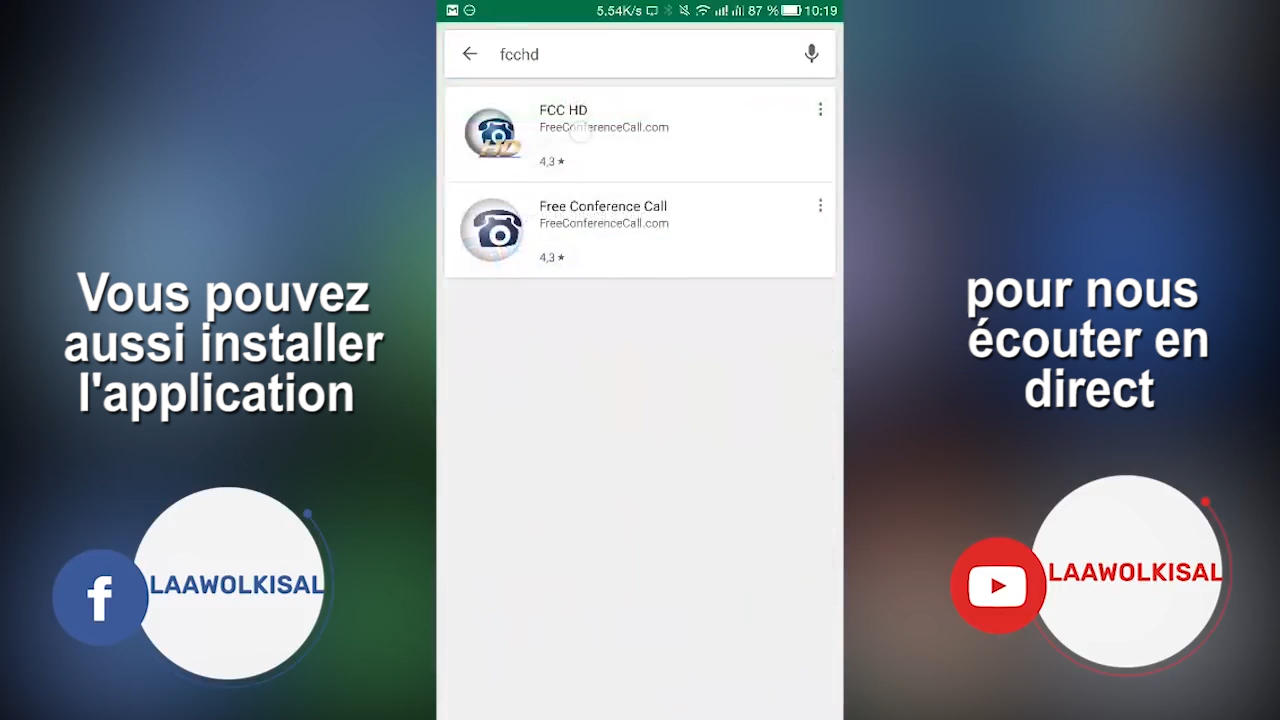 5,54K/s 87 % 10:19
fcchd
FCC HD
FreeConferenceCall.com
4,3 ★
Free Conference Call
FreeConferenceCall.com
4,3 ★
Vous pouvez
aussi installer
l'application
pour nous
écouter en
direct
f LAAWOLKISAL
LAAWOLKISAL